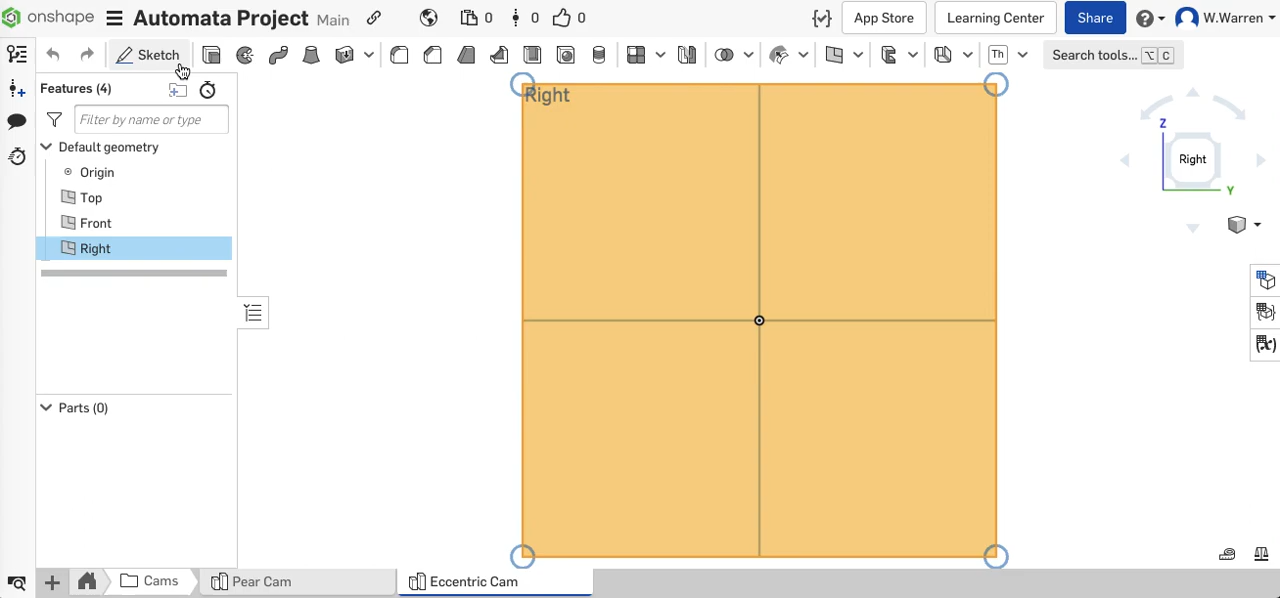 onshape Automata Project Main 0 0 0 App Store Learning Center Share W.Warren
Sketch Th Search tools... ⌥ C
Features (4)
Filter by name or type
Default geometry
Origin
Top
Front
Right
Parts (0)
Right
Z
Right
Y
(x)
Cams Pear Cam Eccentric Cam